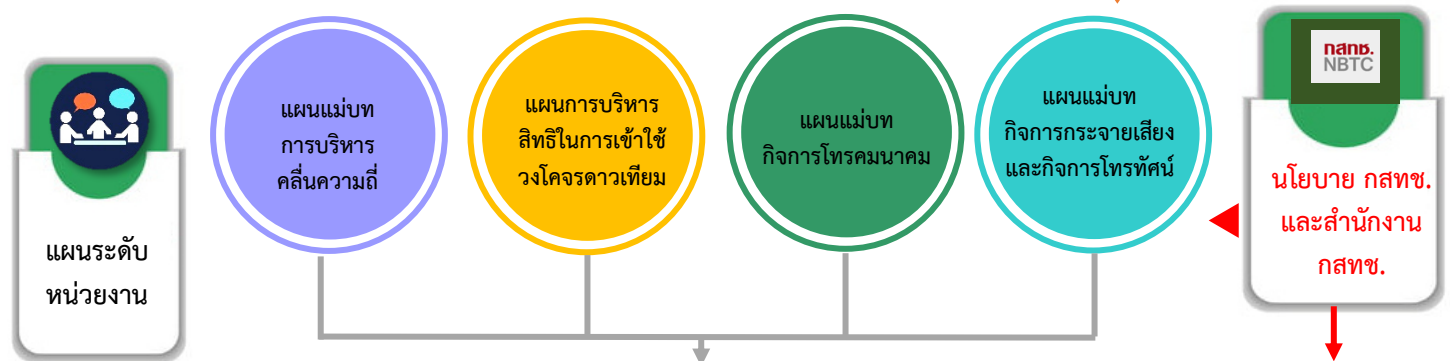 แผนระดับ
หน่วยงาน
แผนแม่บท
การบริหาร
คลื่นความถี่
แผนการบริหาร
สิทธิในการเข้าใช้
วงโคจรดาวเทียม
แผนแม่บท
กิจการโทรคมนาคม
แผนแม่บท
กิจการกระจายเสียง
และกิจการโทรทัศน์
กสทช.
NBTC
นโยบาย กสทช.
และสำนักงาน
กสทช.